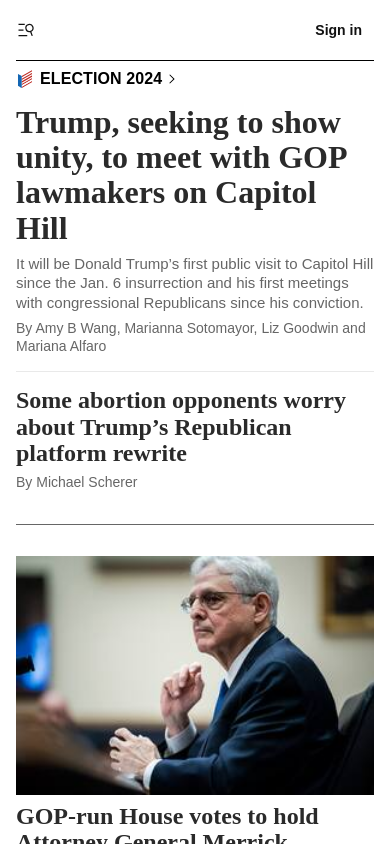 Sign in
ELECTION 2024
Trump, seeking to show
unity, to meet with GOP
lawmakers on Capitol
Hill
It will be Donald Trump’s first public visit to Capitol Hill
since the Jan. 6 insurrection and his first meetings
with congressional Republicans since his conviction.
By Amy B Wang, Marianna Sotomayor, Liz Goodwin and
Mariana Alfaro
Some abortion opponents worry
about Trump’s Republican
platform rewrite
By Michael Scherer
GOP-run House votes to hold
Attorney General Merrick